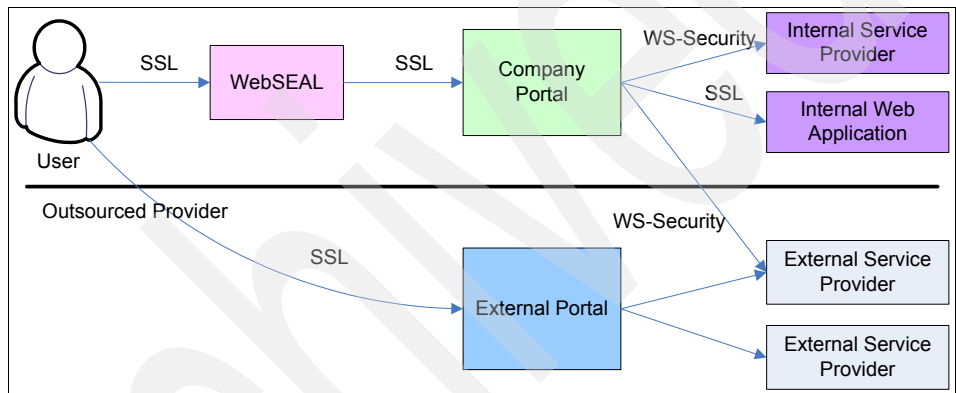 SSL
WebSEAL
SSL
Company
Portal
WS-Security
Internal Service
Provider
SSL
Internal Web
Application
User
Outsourced Provider
WS-Security
SSL
External Portal
External Service
Provider
External Service
Provider